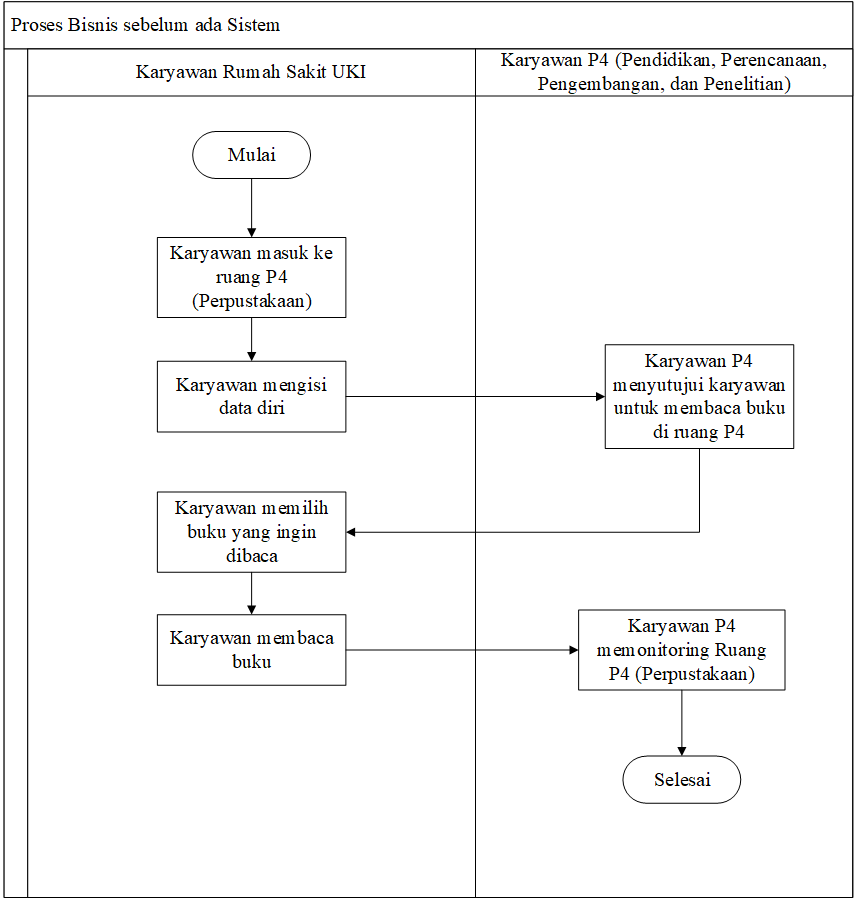 Proses Bisnis sebelum ada Sistem
Karyawan Rumah Sakit UKI
Karyawan P4 (Pendidikan, Perencanaan,
Pengembangan, dan Penelitian)
Mulai
Karyawan masuk ke
ruang P4
(Perpustakaan)
Karyawan mengisi
data diri
Karyawan P4
menyutujui karyawan
untuk membaca buku
di ruang P4
Karyawan memilih
buku yang ingin
dibaca
Karyawan membaca
buku
Karyawan P4
memonitoring Ruang
P4 (Perpustakaan)
Selesai